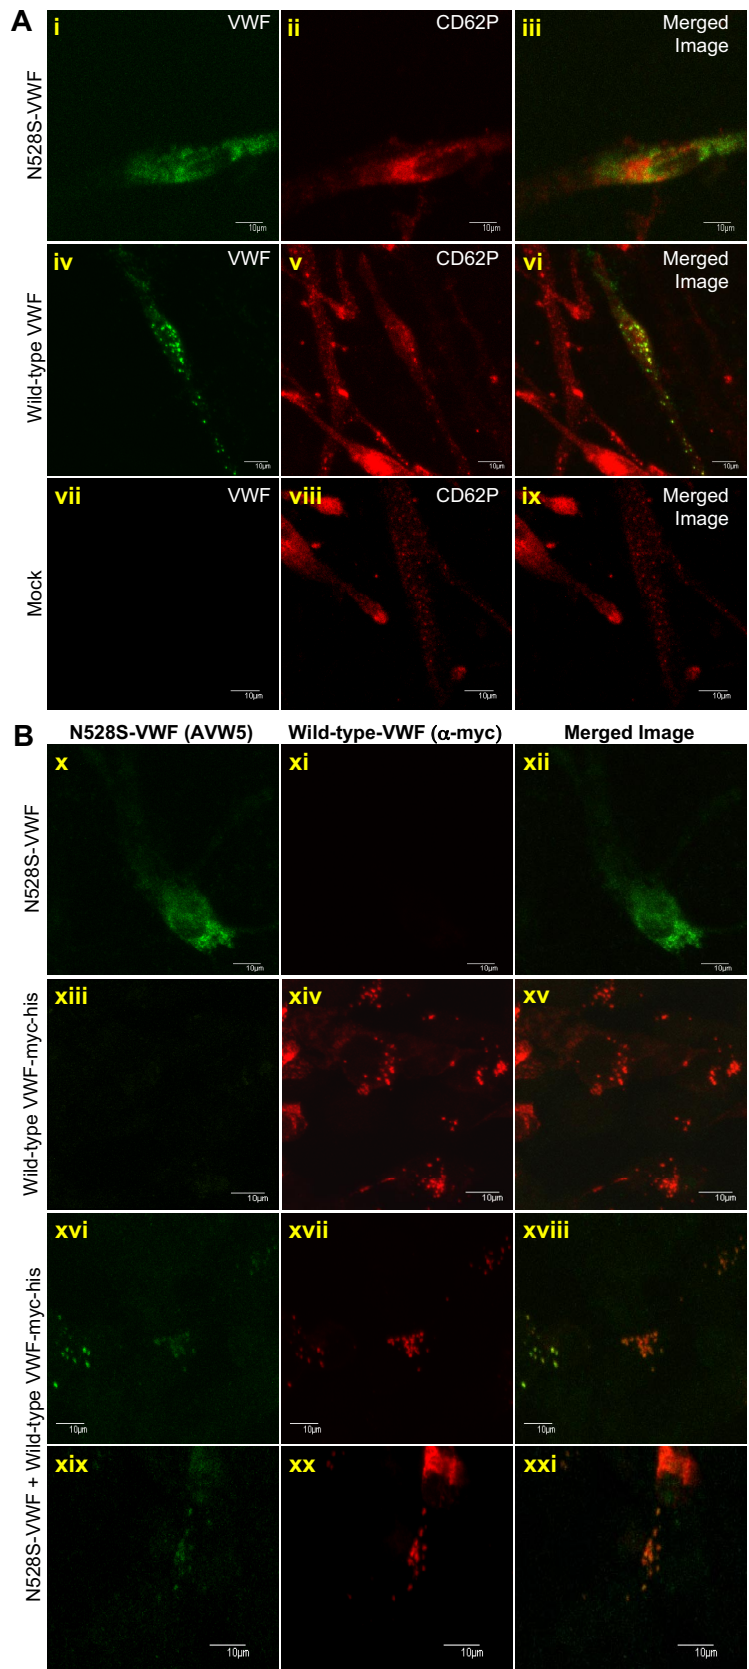 A
N528S-VWF
i
VWF
10μm
ii
CD62P
10μm
iii
Merged
Image
10μm
Wild-type VWF
iv
VWF
10μm
v
CD62P
10μm
vi
Merged
Image
10μm
Mock
vii
VWF
10μm
viii
CD62P
10μm
ix
Merged
Image
10μm
B
N528S-VWF (AVW5)
Wild-type-VWF (α-myc)
Merged Image
N528S-VWF
x
10μm
xi
10μm
xii
10μm
Wild-type VWF-myc-his
xiii
10μm
xiv
10μm
xv
10μm
N528S-VWF + Wild-type VWF-myc-his
xvi
10μm
xvii
10μm
xviii
10μm
xix
10μm
xx
10μm
xxi
10μm